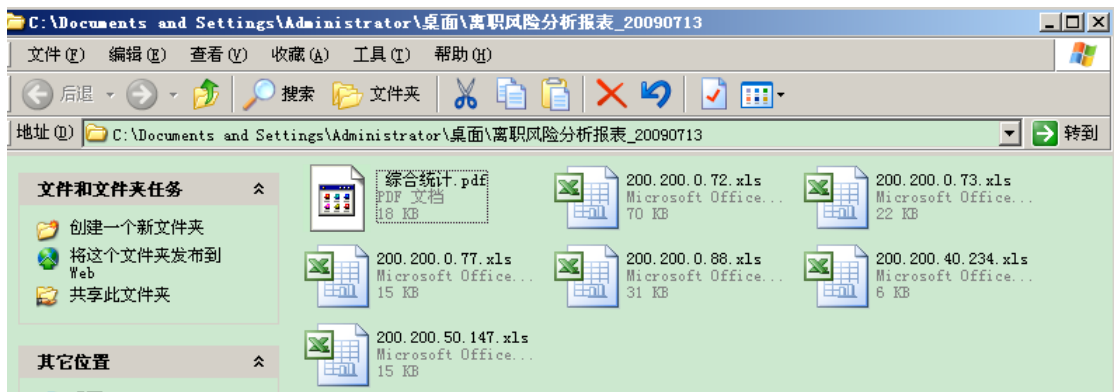 C:\Documents and Settings\Administrator\桌面\离职风险分析报表_20090713
文件(F) 编辑(E) 查看(V) 收藏(A) 工具(T) 帮助(H)
后退 搜索 文件夹
地址(D) C:\Documents and Settings\Administrator\桌面\离职风险分析报表_20090713 转到
文件和文件夹任务
创建一个新文件夹
将这个文件夹发布到
Web
共享此文件夹
其它位置
_综合统计.pdf
PDF 文档
18 KB
200.200.0.72.xls
Microsoft Office...
70 KB
200.200.0.73.xls
Microsoft Office...
22 KB
200.200.0.77.xls
Microsoft Office...
15 KB
200.200.0.88.xls
Microsoft Office...
31 KB
200.200.40.234.xls
Microsoft Office...
6 KB
200.200.50.147.xls
Microsoft Office...
15 KB